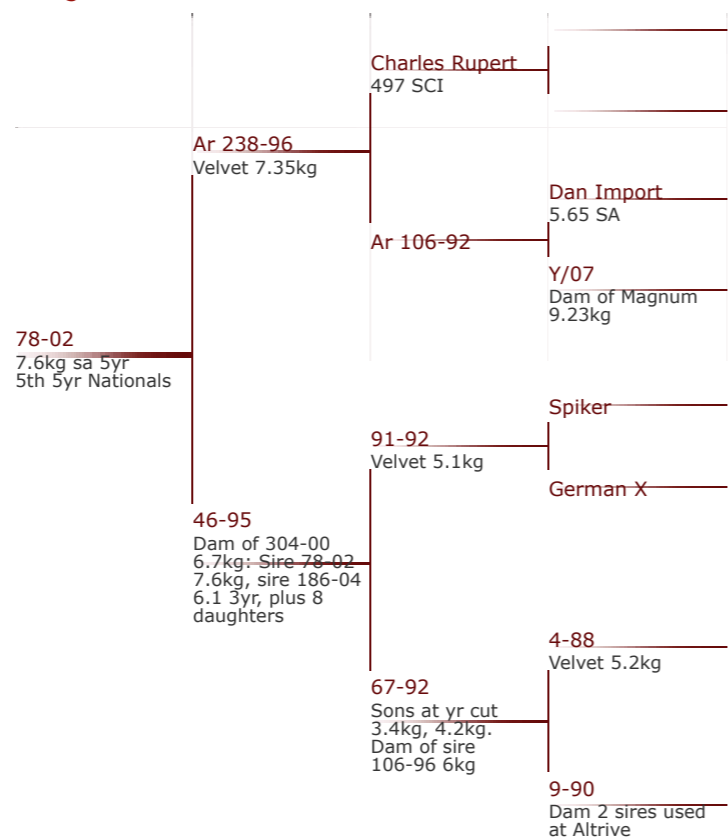 Charles Rupert
497 SCI
Ar 238-96
Velvet 7.35kg
Dan Import
5.65 SA
Ar 106-92
Y/07
Dam of Magnum
9.23kg
78-02
7.6kg sa 5yr
5th 5yr Nationals
Spiker
91-92
Velvet 5.1kg
German X
46-95
Dam of 304-00
6.7kg: Sire 78-02
7.6kg, sire 186-04
6.1 3yr, plus 8
daughters
4-88
Velvet 5.2kg
67-92
Sons at yr cut
3.4kg, 4.2kg.
Dam of sire
106-96 6kg
9-90
Dam 2 sires used
at Altrive